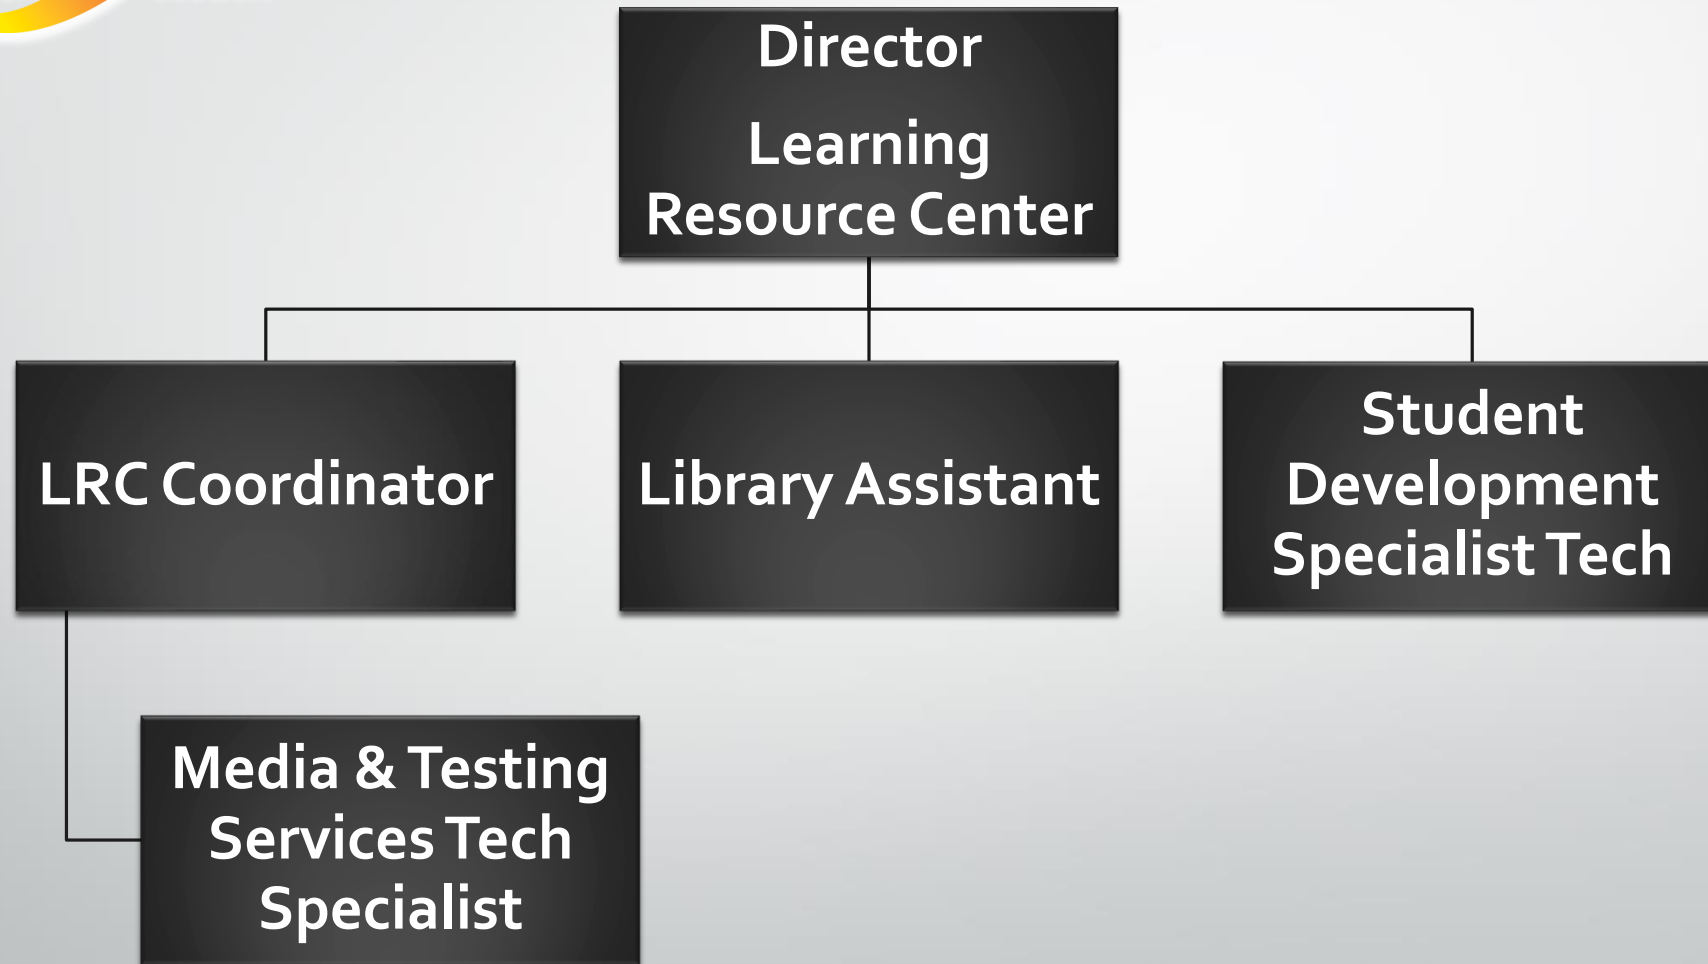 Director
Learning
Resource Center
LRC Coordinator
Library Assistant
Student
Development
Specialist Tech
Media & Testing
Services Tech
Specialist